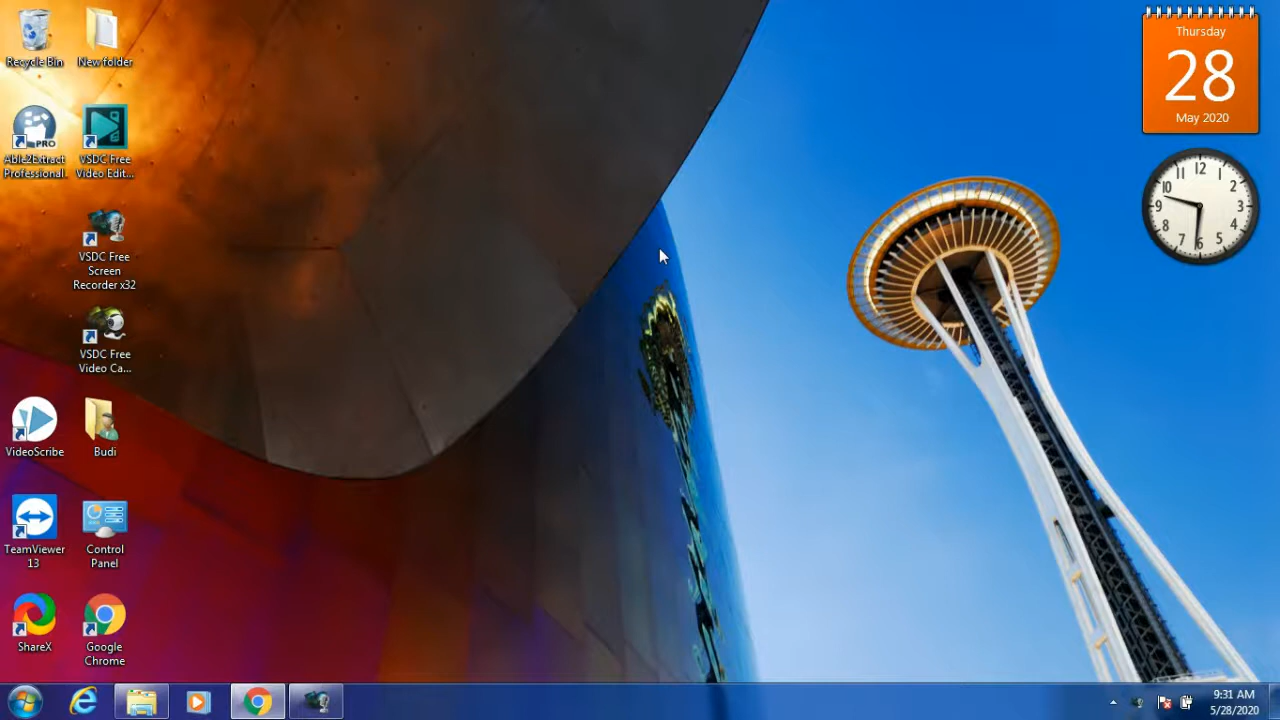 Recycle Bin
New folder
Able2Extract
Professional.
PRO
VSDC Free
Video Edit...
VSDC Free
Screen
Recorder x32
VSDC Free
Video Ca...
VideoScribe
Budi
TeamViewer
13
Control
Panel
ShareX
Google
Chrome
Thursday
28
May 2020
12
1
2
3
4
5
6
7
8
9
10
11
9:31 AM
5/28/2020